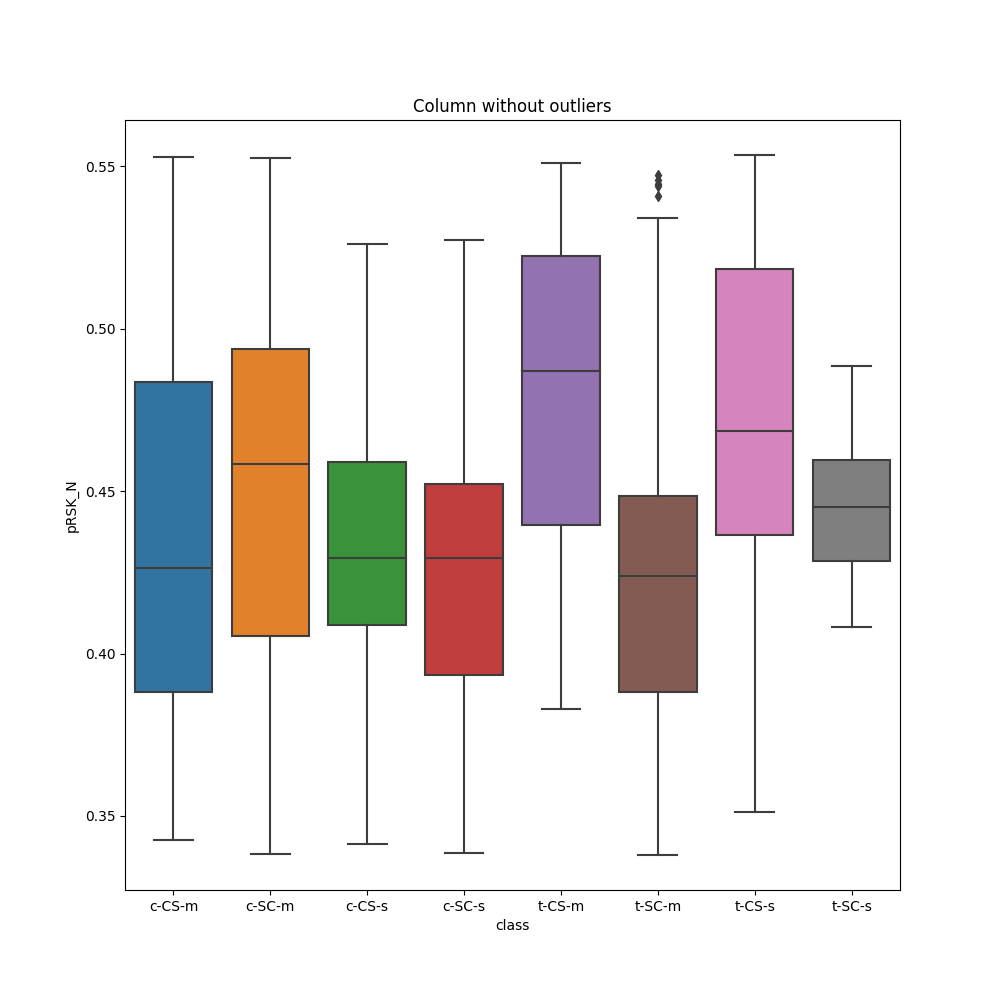 Column without outliers
0.55
0.50
0.45
0.40
0.35
pRSK_N
c-CS-m c-SC-m c-CS-s c-SC-s t-CS-m t-SC-m t-CS-s t-SC-s
class